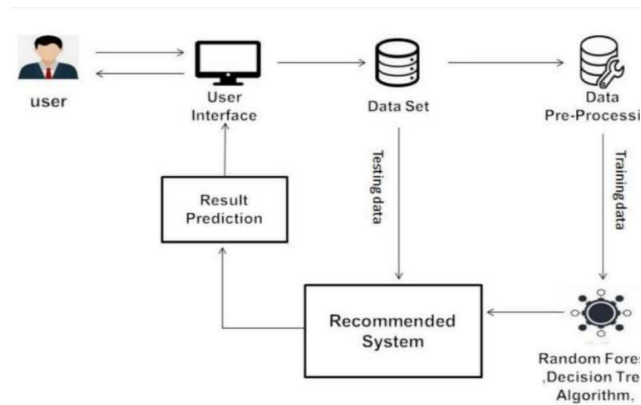 user
User
Interface
Data Set
Data
Pre-Processi
Testing data
Training data
Result
Prediction
Recommended
System
Random Fores
,Decision Tre
Algorithm,